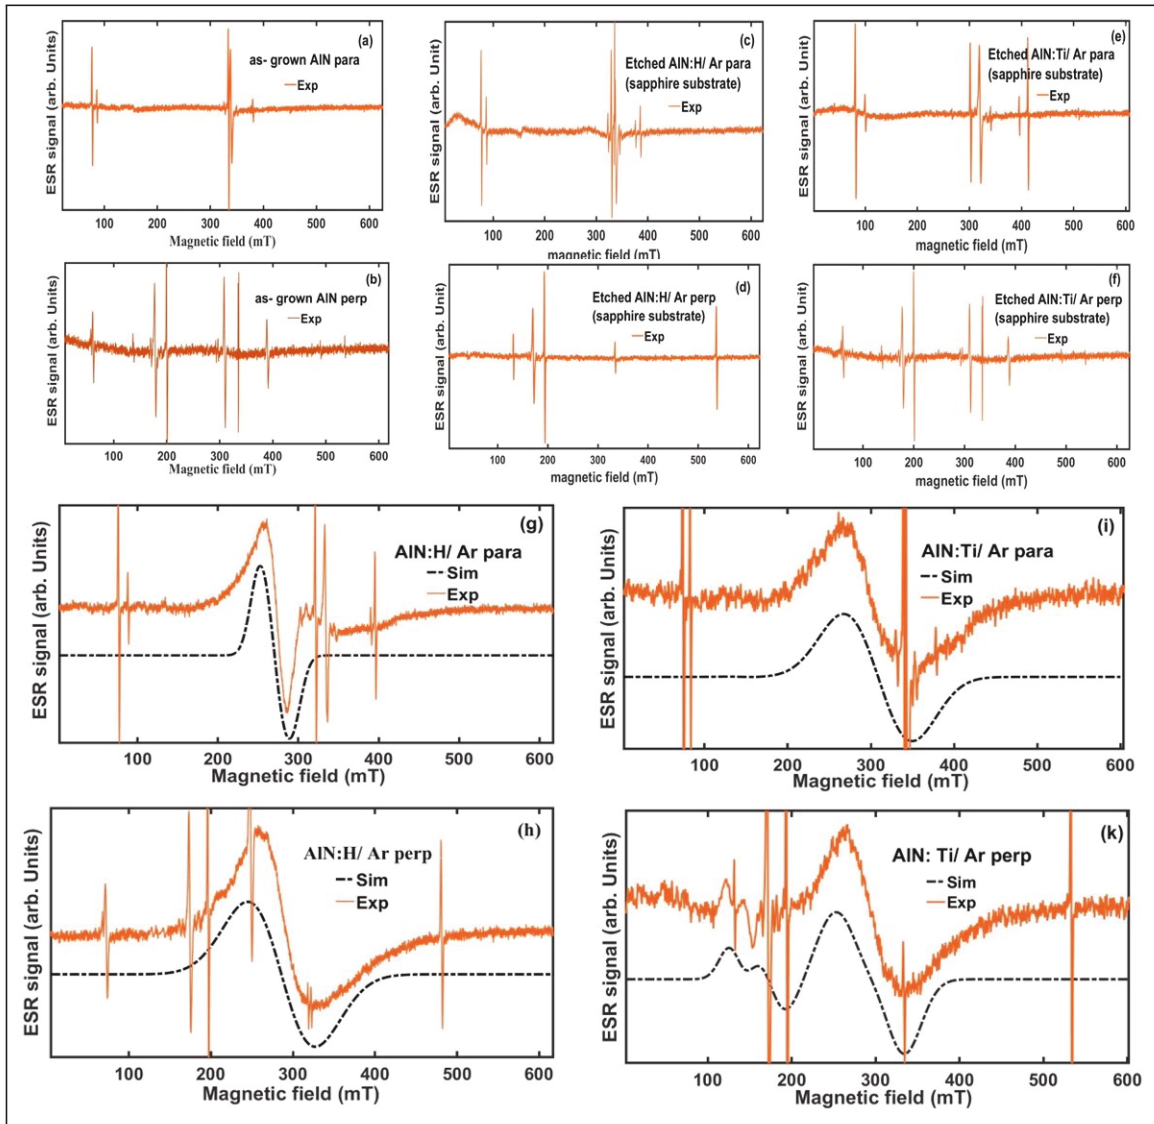 (a)
as- grown AlN para
Exp
ESR signal (arb. Units)
100 200 300 400 500 600
Magnetic field (mT)
(c)
Etched AlN:H/ Ar para
(sapphire substrate)
Exp
ESR signal (arb. Unit)
100 200 300 400 500 600
magnetic field (mT)
(e)
Etched AlN:Ti/ Ar para
(sapphire substrate)
Exp
ESR signal (arb. Unit)
100 200 300 400 500 600
magnetic field (mT)
(b)
as- grown AlN perp
Exp
ESR signal (arb. Units)
100 200 300 400 500 600
Magnetic field (mT)
(d)
Etched AlN:H/ Ar perp
(sapphire substrate)
Exp
ESR signal (arb. Unit)
100 200 300 400 500 600
magnetic field (mT)
(f)
Etched AlN:Ti/ Ar perp
(sapphire substrate)
Exp
ESR signal (arb. Units)
100 200 300 400 500 600
magnetic field (mT)
(g)
AlN:H/ Ar para
Sim
Exp
ESR signal (arb. Units)
100 200 300 400 500 600
Magnetic field (mT)
(i)
AlN:Ti/ Ar para
Sim
Exp
ESR signal (arb. Units)
100 200 300 400 500 600
Magnetic field (mT)
(h)
AlN:H/ Ar perp
Sim
Exp
ESR signal (arb. Units)
100 200 300 400 500 600
Magnetic field (mT)
(k)
AlN: Ti/ Ar perp
Sim
Exp
ESR signal (arb. Units)
100 200 300 400 500 600
Magnetic field (mT)